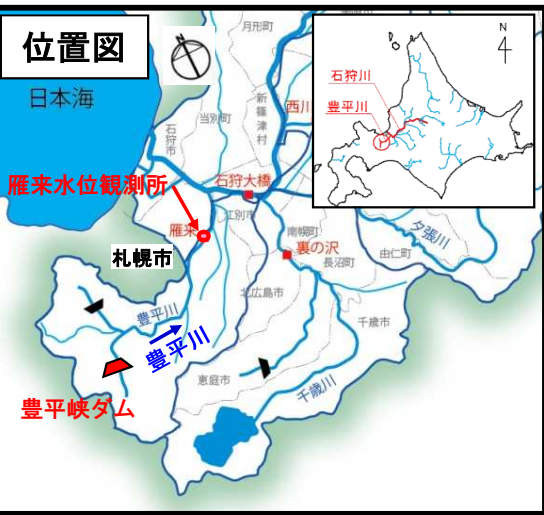 位置図
日本海
月形町
新篠津村
西川
当別町
石狩市
石狩大橋
雁来水位観測所
雁来
江別市
札幌市
南幌町
裏の沢
長沼町
由仁町
夕張川
北広島市
千歳市
豊平川
豊平川
恵庭市
千歳川
豊平峡ダム
N
石狩川
豊平川